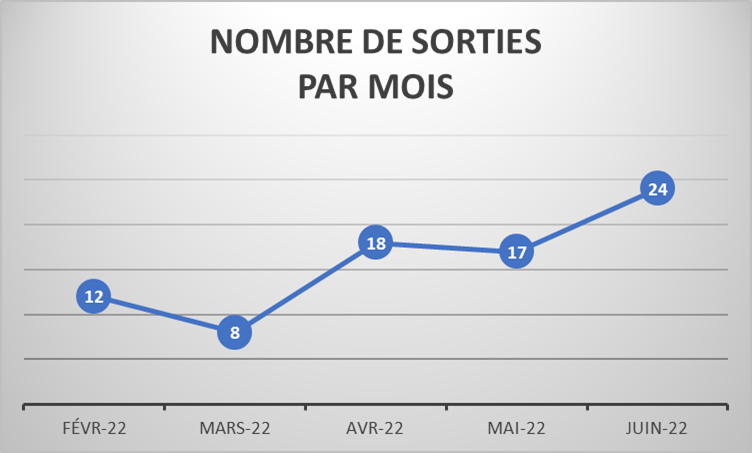 NOMBRE DE SORTIES
PAR MOIS
24
18
17
12
8
FÉVR-22 MARS-22 AVR-22 MAI-22 JUIN-22